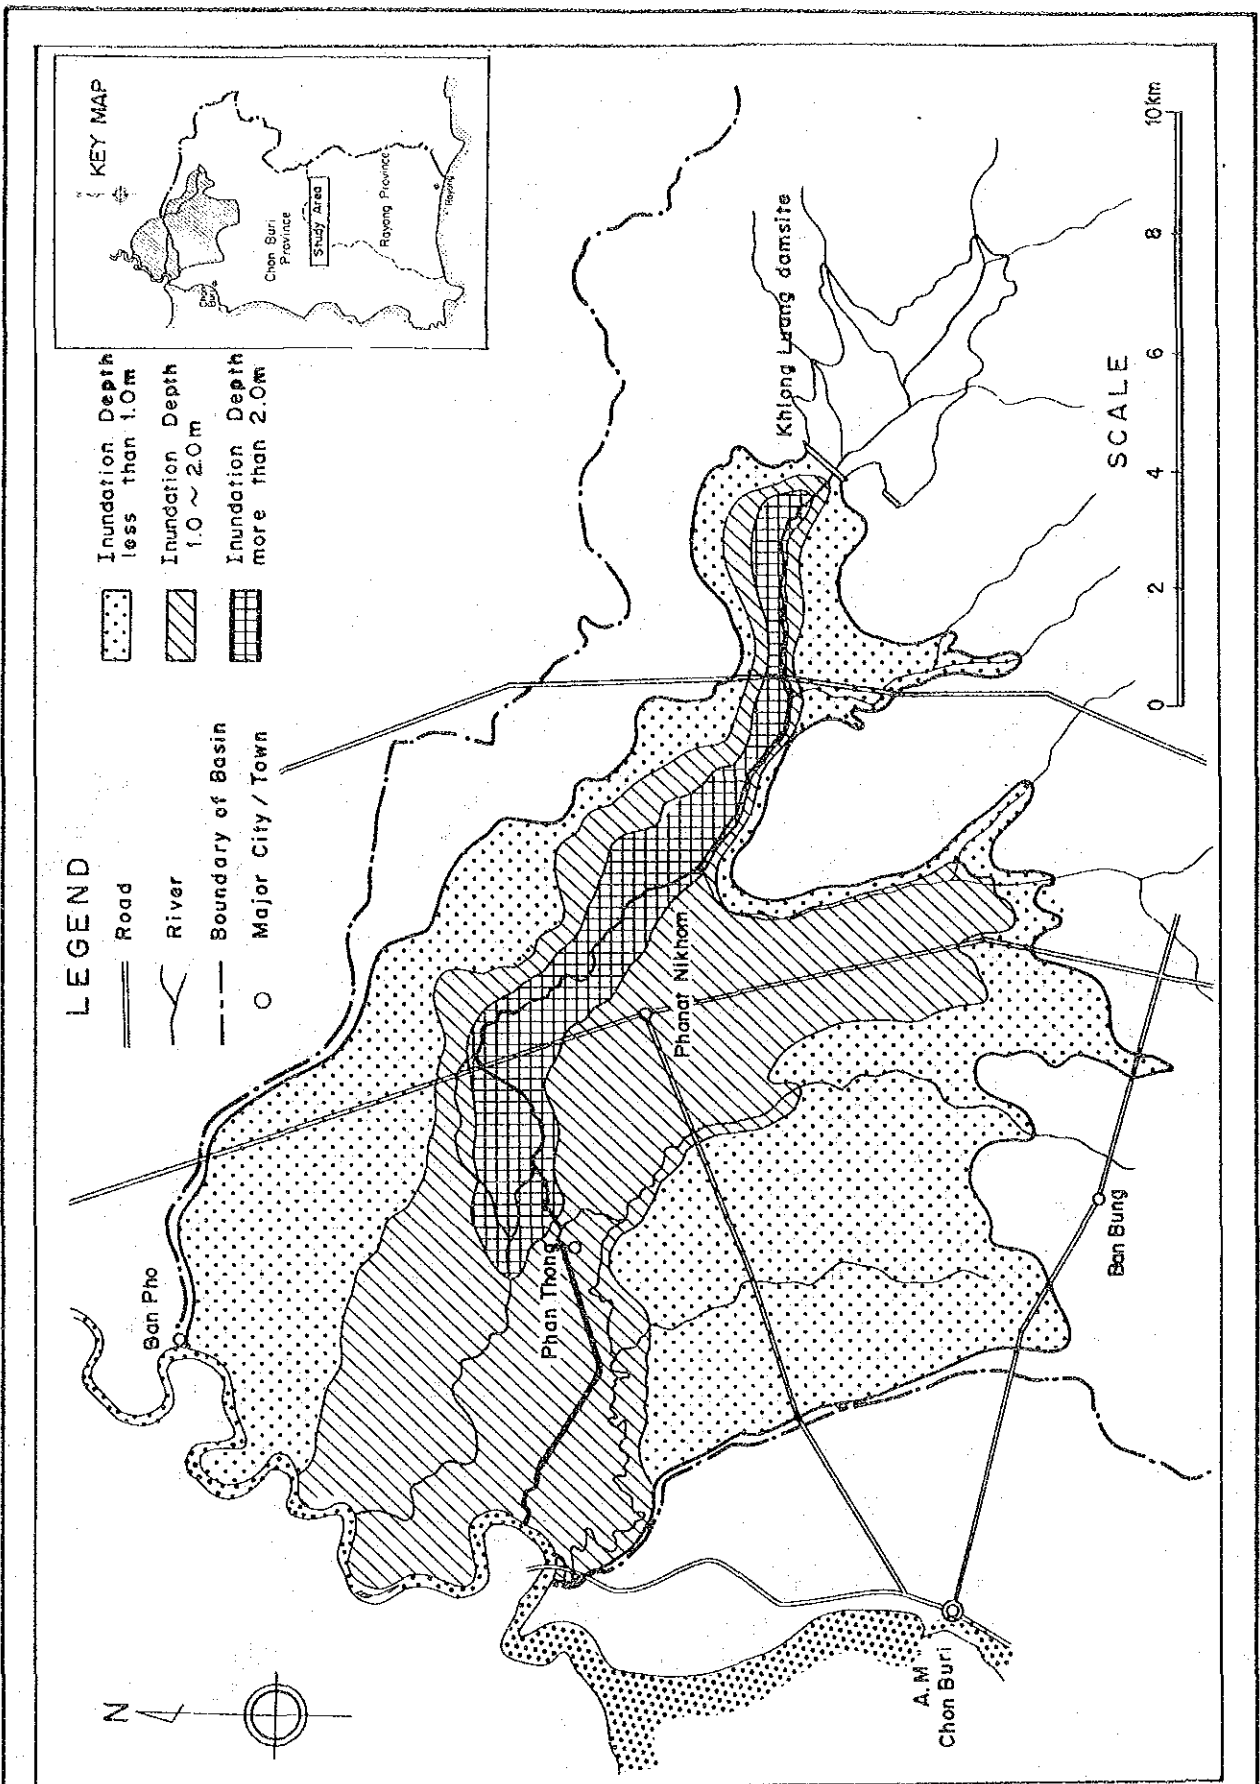 N
LEGEND
Road
River
Boundary of Basin
Major City / Town
Inundation Depth
less than 1.0m
Inundation Depth
1.0 ~ 2.0m
Inundation Depth
more than 2.0m
KEY MAP
Chon
Buri
Chon Buri
Province
Study Area
Rayong Province
Rayong
Ban Pho
Phan Thong
Phanat Nikhom
Khlong Luang damsite
A.M
Chon Buri
Ban Bung
SCALE
0 2 4 6 8 10km